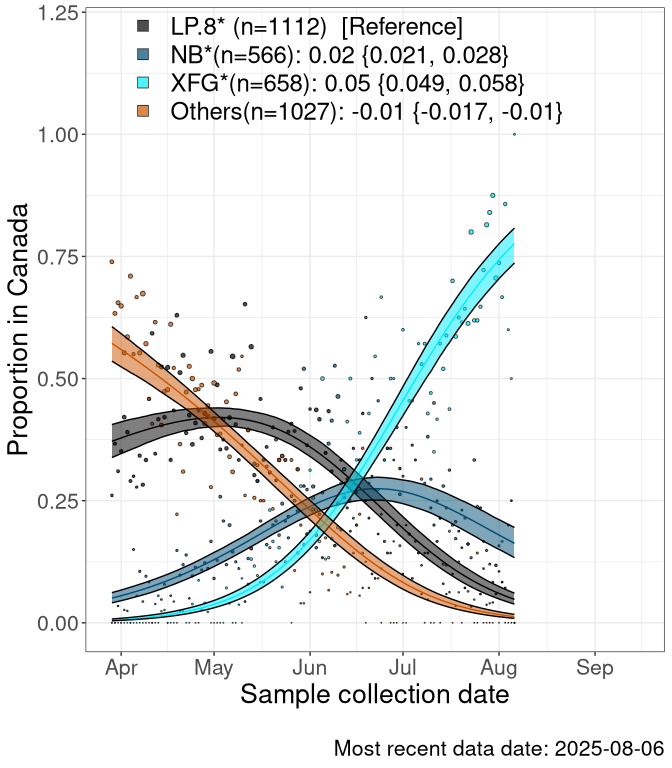 LP.8* (n=1112)  [Reference]
NB*(n=566): 0.02 {0.021, 0.028}
XFG*(n=658): 0.05 {0.049, 0.058}
Others(n=1027): -0.01 {-0.017, -0.01}
1.25
1.00
0.75
0.50
0.25
0.00
Proportion in Canada
Apr May Jun Jul Aug Sep
Sample collection date
Most recent data date: 2025-08-06